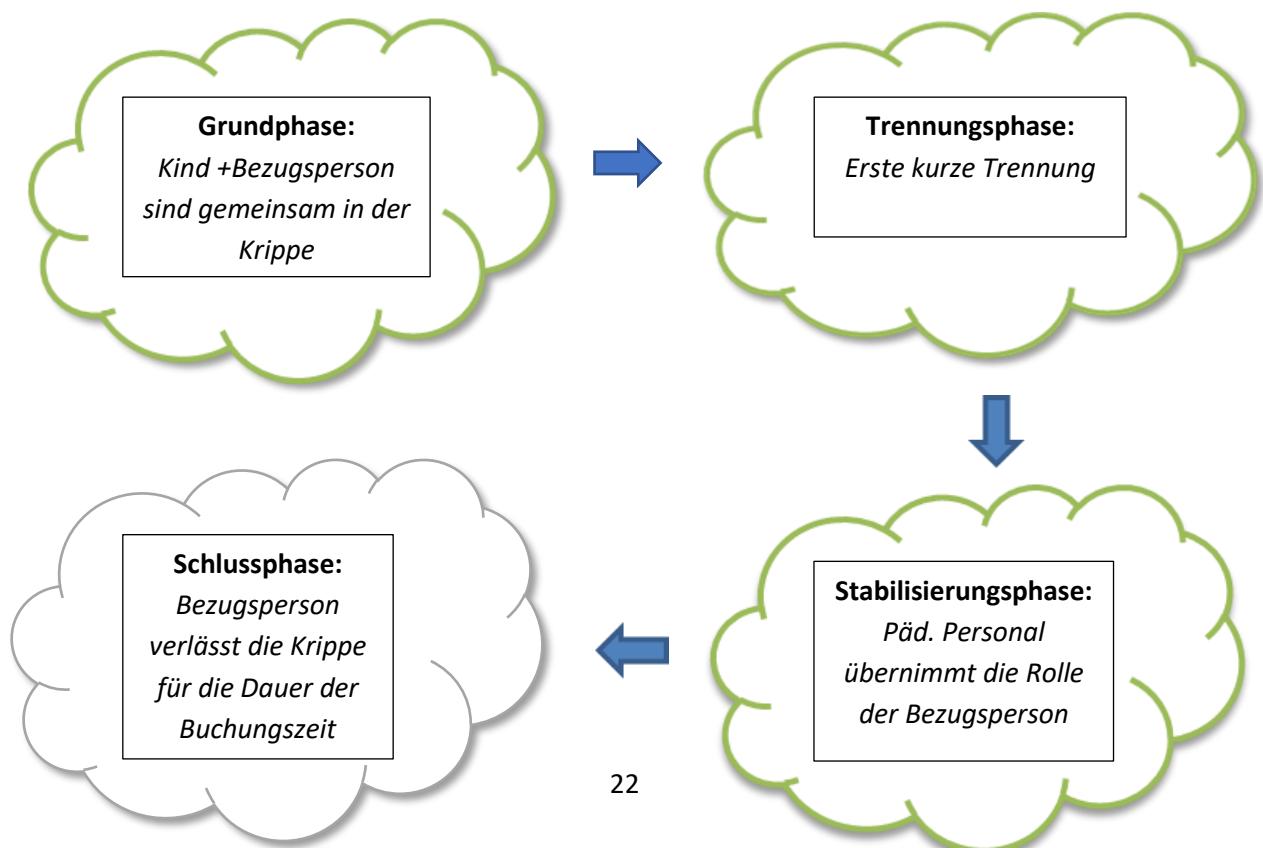 Grundphase:
Kind +Bezugsperson
sind gemeinsam in der
Krippe
Trennungsphase:
Erste kurze Trennung
Stabilisierungsphase:
Päd. Personal
übernimmt die Rolle
der Bezugsperson
Schlussphase:
Bezugsperson
verlässt die Krippe
für die Dauer der
Buchungszeit
22